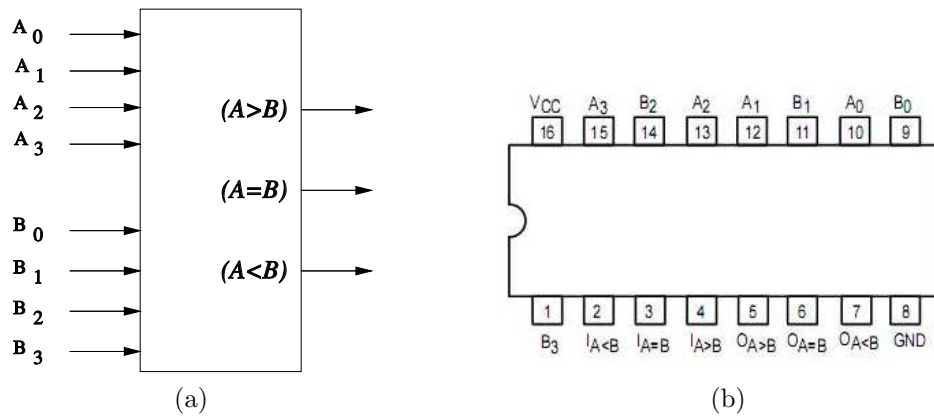 A0
A1
A2
A3
(A>B)
(A=B)
(A<B)
B0
B1
B2
B3
(a)
VCC A3 B2 A2 A1 B1 A0 B0
16 15 14 13 12 11 10 9
1 2 3 4 5 6 7 8
B3 IA<B IA=B IA>B OA>B OA=B OA<B GND
(b)